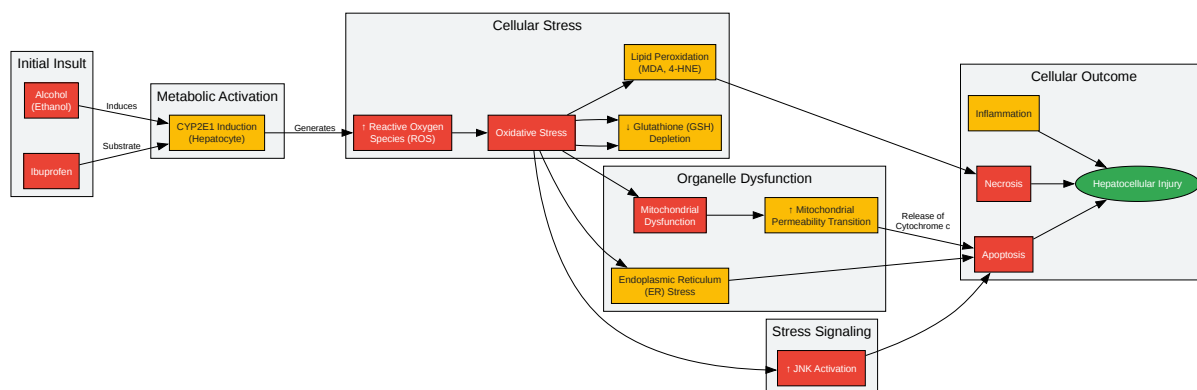 Initial Insult
Alcohol
(Ethanol)
Ibuprofen
Induces
Substrate
Metabolic Activation
CYP2E1 Induction
(Hepatocyte)
Generates
Cellular Stress
↑ Reactive Oxygen
Species (ROS)
Oxidative Stress
Lipid Peroxidation
(MDA, 4-HNE)
↓ Glutathione (GSH)
Depletion
Organelle Dysfunction
Mitochondrial
Dysfunction
↑ Mitochondrial
Permeability Transition
Endoplasmic Reticulum
(ER) Stress
Release of
Cytochrome c
Stress Signaling
↑ JNK Activation
Cellular Outcome
Inflammation
Necrosis
Apoptosis
Hepatocellular Injury